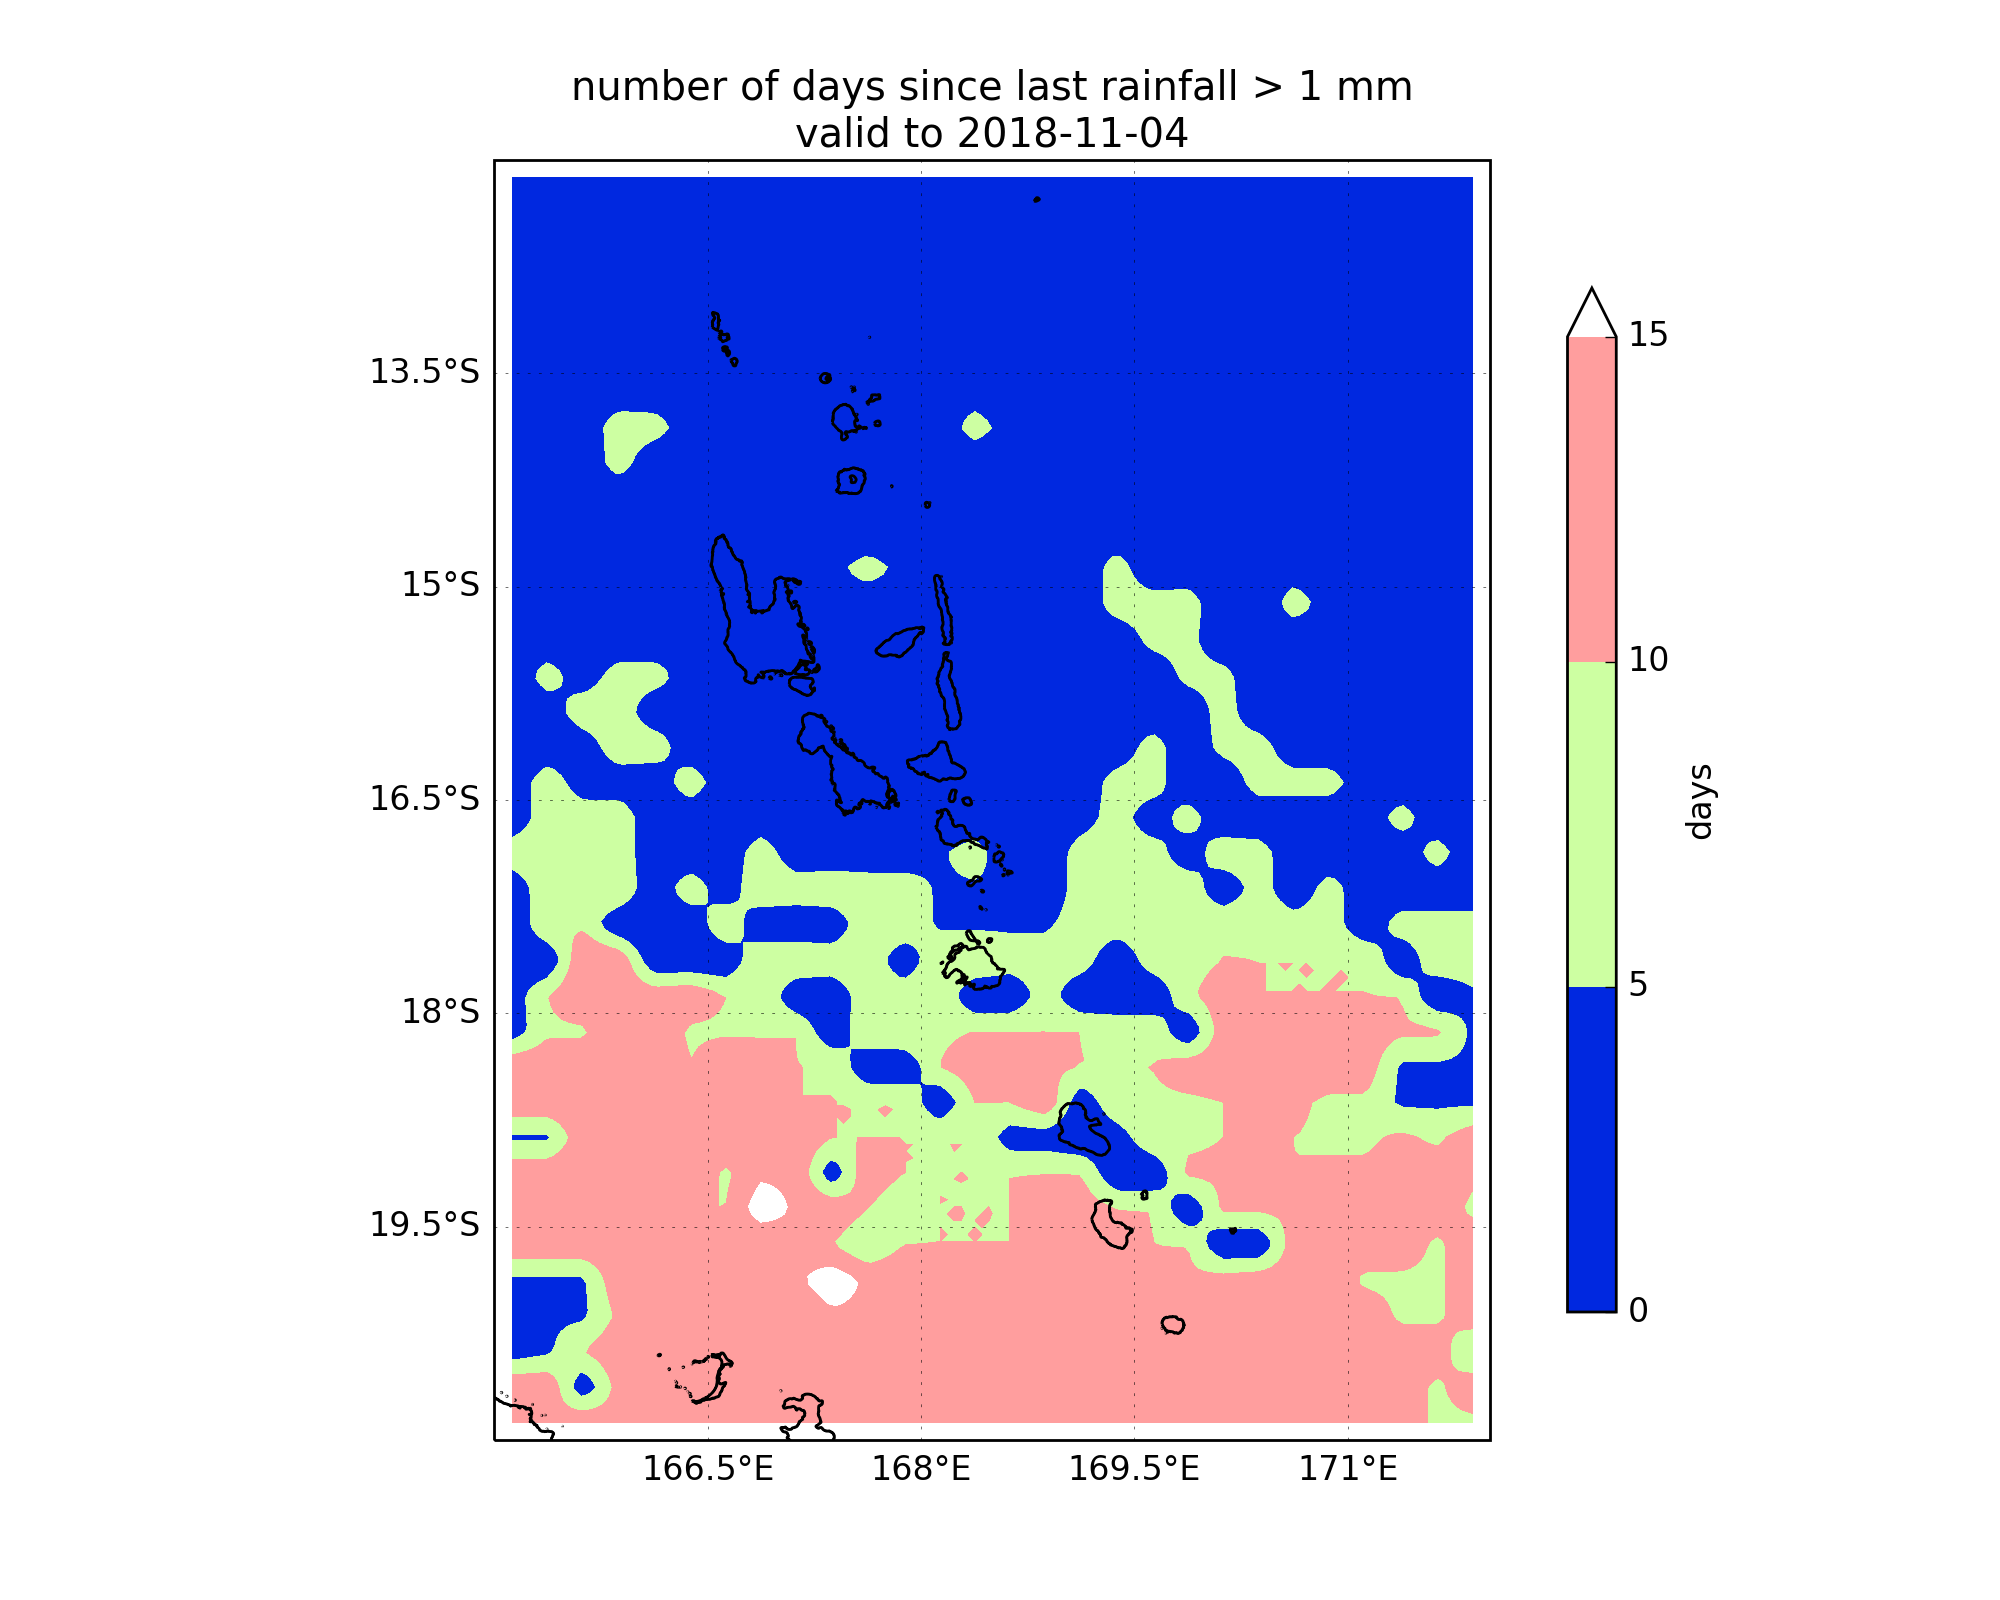 number of days since last rainfall > 1 mm
valid to 2018-11-04
13.5°S
15°S
16.5°S
18°S
19.5°S
166.5°E
168°E
169.5°E
171°E
15
10
5
0
days